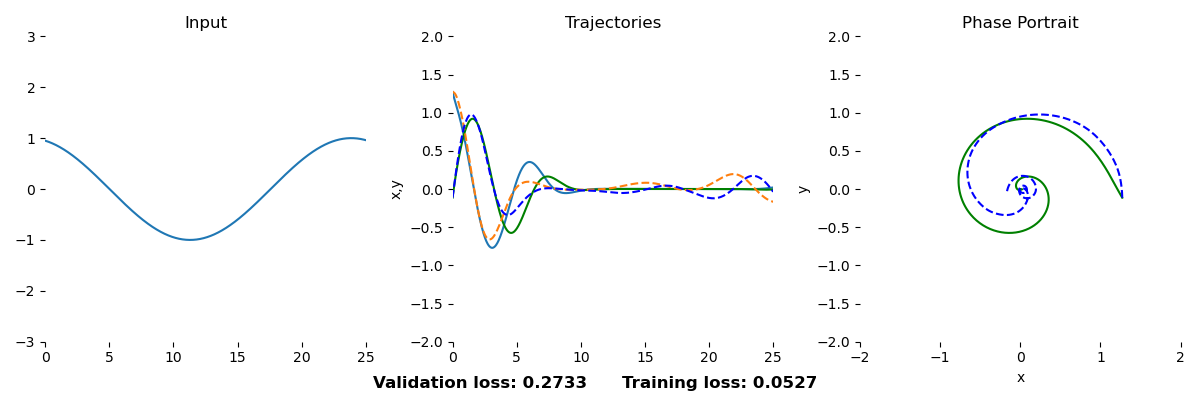 Input
3
2
1
0
−1
−2
−3
0 5 10 15 20 25
Trajectories
x,y
2.0
1.5
1.0
0.5
0.0
−0.5
−1.0
−1.5
−2.0
0 5 10 15 20 25
Phase Portrait
y
2.0
1.5
1.0
0.5
0.0
−0.5
−1.0
−1.5
−2.0
−2 −1 0 1 2
x
Validation loss: 0.2733 Training loss: 0.0527